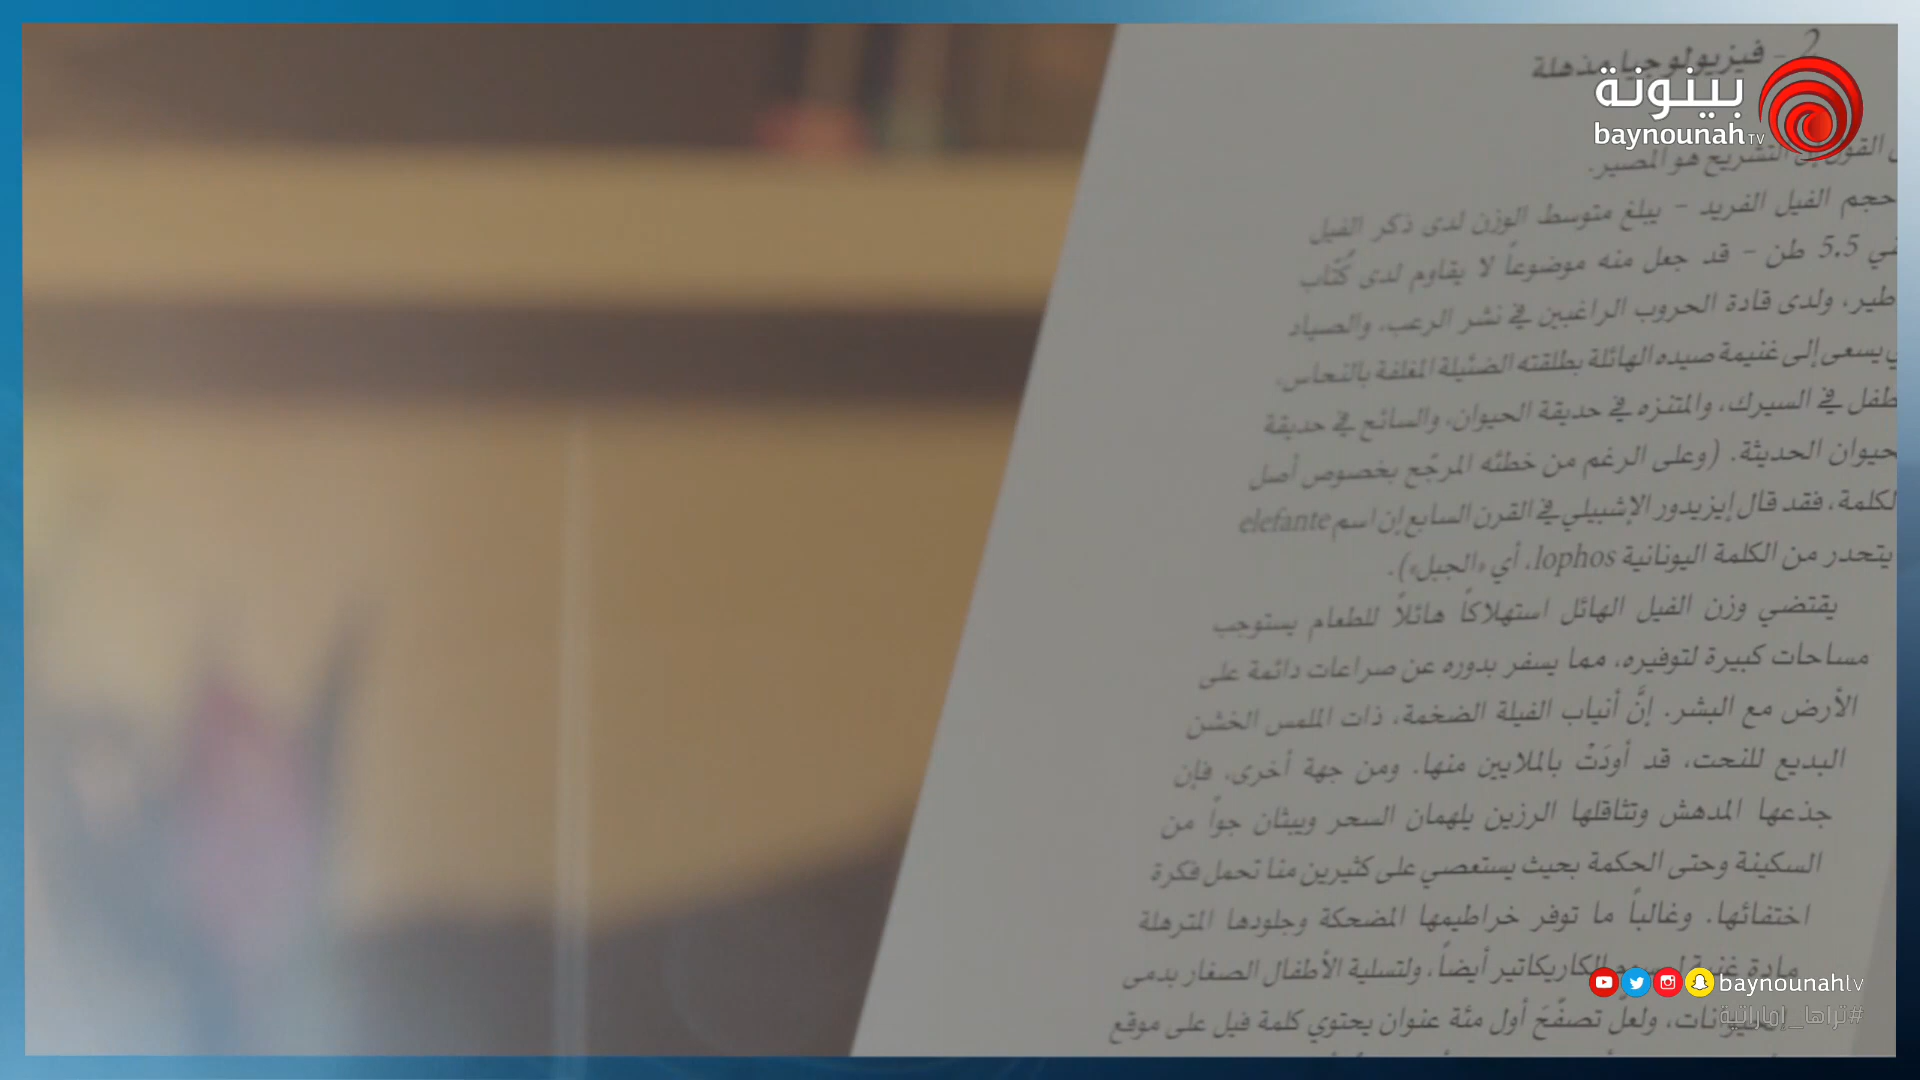 2 - فيزيولوجيا مذهلة
بينونة
baynounah TV
التشريح هو المصير.
حجم الفيل الفريد - يبلغ متوسط الوزن لدى ذكر الفيل
5.5 طن - قد جعل منه موضوعاً لا يقاوم لدى كُتّاب
ولدى قادة الحروب الراغبين في نشر الرعب، والصياد
يسعى إلى غنيمة صيده الهائلة بطلقته الضئيلة المغلفة بالنحاس،
في السيرك، والمتنزه في حديقة الحيوان، والسائح في حديقة
الحديثة. (وعلى الرغم من خطئه المرجّح بخصوص أصل
فقد قال إيزيدور الإشبيلي في القرن السابع إن اسم elefante
يتحدر من الكلمة اليونانية lophos، أي «الجبل»).
يقتضي وزن الفيل الهائل استهلاكاً هائلاً للطعام يستوجب
مساحات كبيرة لتوفيره، مما يسفر بدوره عن صراعات دائمة على
الأرض مع البشر. إنَّ أنياب الفيلة الضخمة، ذات الملمس الخشن
البديع للنحت، قد أودَتْ بالملايين منها. ومن جهة أخرى، فإن
جذعها المدهش وتثاقلها الرزين يلهمان السحر ويبثان جواً من
السكينة وحتى الحكمة بحيث يستعصي على كثيرين منا تحمل فكرة
اختفائها. وغالباً ما توفر خراطيمها المضحكة وجلودها المترهلة
مادة غنية لرسوم الكاريكاتير أيضاً، ولتسلية الأطفال الصغار بدمى
ولعلّ تصفّحَ أول مئة عنوان يحتوي كلمة فيل على موقع
baynounahtv
#تراها_إماراتية